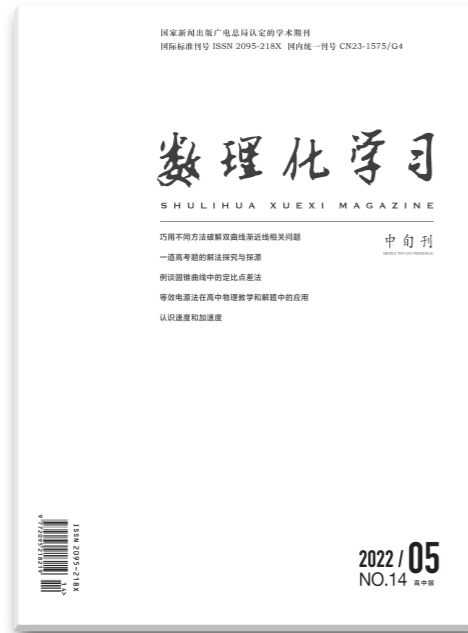 国家新闻出版广电总局认定的学术期刊
国际标准刊号 ISSN 2095-218X 国内统一刊号 CN23-1575/G4
数理化学习
SHULIHUA XUEXI MAGAZINE
巧用不同方法破解双曲线渐近线相关问题
中旬刊
一道高考题的解法探究与探源
例谈圆锥曲线中的定比点差法
等效电源法在高中物理教学和解题中的应用
认识速度和加速度
ISSN 2095-218X
9 772095 218219
14>
2022 / 05
NO.14 高中版